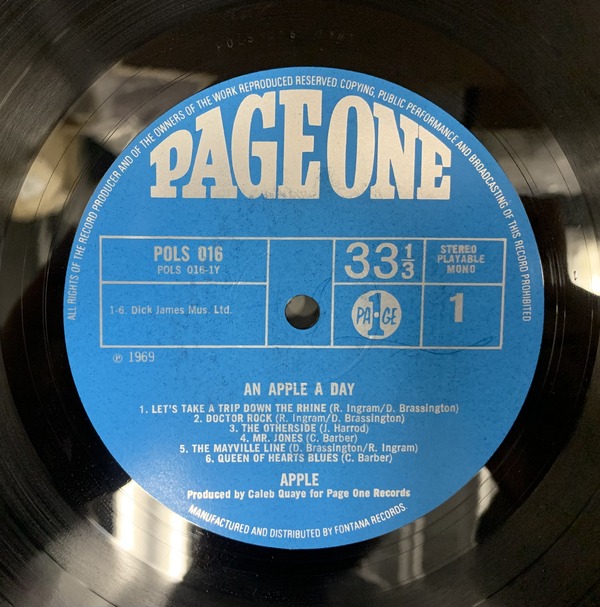 ALL RIGHTS OF THE RECORD PRODUCER AND OF THE OWNERS OF THE WORK REPRODUCED RESERVED. COPYING, PUBLIC PERFORMANCE AND BROADCASTING OF THIS RECORD PROHIBITED
PAGE ONE
POLS 016
POLS 016-1Y
33 1/3
STEREO
PLAYABLE
MONO
1-6. Dick James Mus. Ltd.
PA·GE
1
1
℗ 1969
AN APPLE A DAY
1. LET'S TAKE A TRIP DOWN THE RHINE (R. Ingram/D. Brassington)
2. DOCTOR ROCK (R. Ingram/D. Brassington)
3. THE OTHERSIDE (J. Harrod)
4. MR. JONES (C. Barber)
5. THE MAYVILLE LINE (D. Brassington/R. Ingram)
6. QUEEN OF HEARTS BLUES (C. Barber)
APPLE
Produced by Caleb Quaye for Page One Records
MANUFACTURED AND DISTRIBUTED BY FONTANA RECORDS.